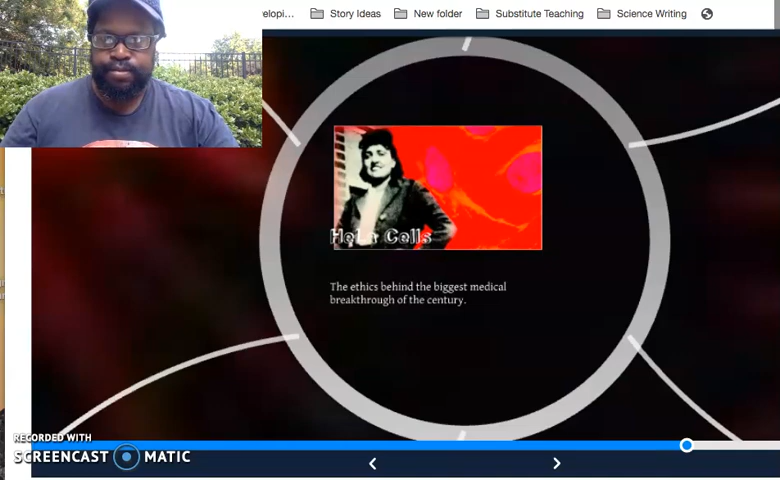 Story Ideas
New folder
Substitute Teaching
Science Writing
HeLa Cells
The ethics behind the biggest medical
breakthrough of the century.
RECORDED WITH
SCREENCAST MATIC